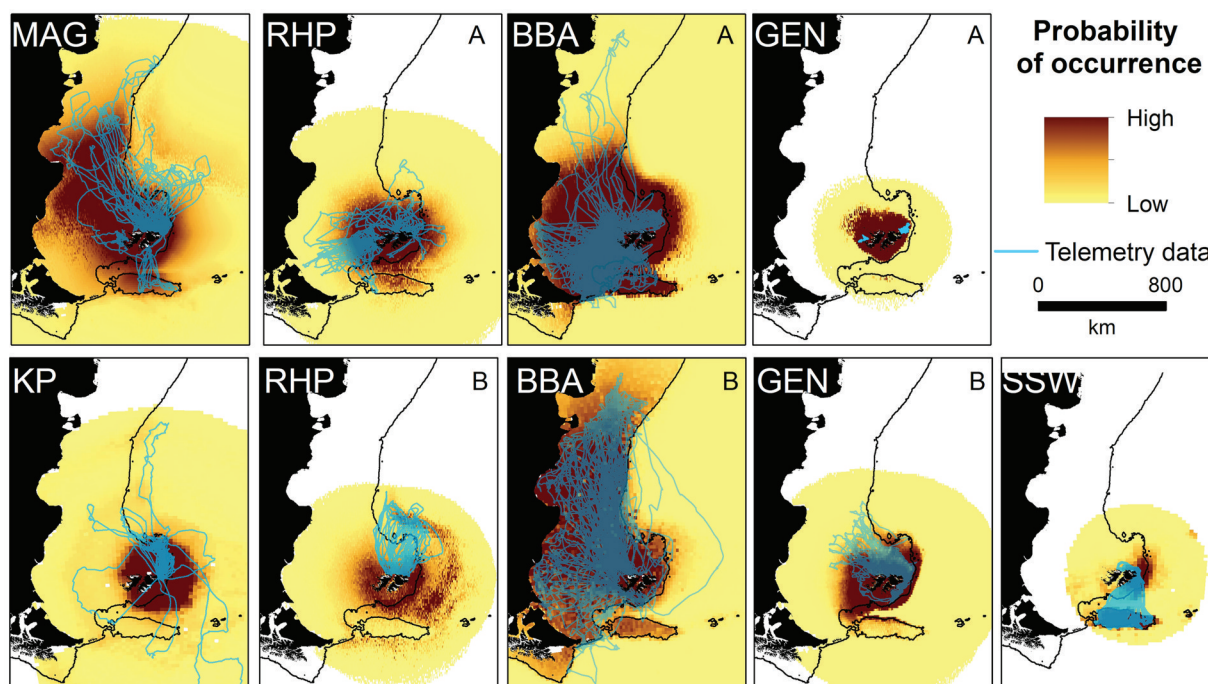 MAG
RHP A
BBA A
GEN A
Probability
of occurrence
High
Low
Telemetry data
0 800
km
KP
RHP B
BBA B
GEN B
SSW